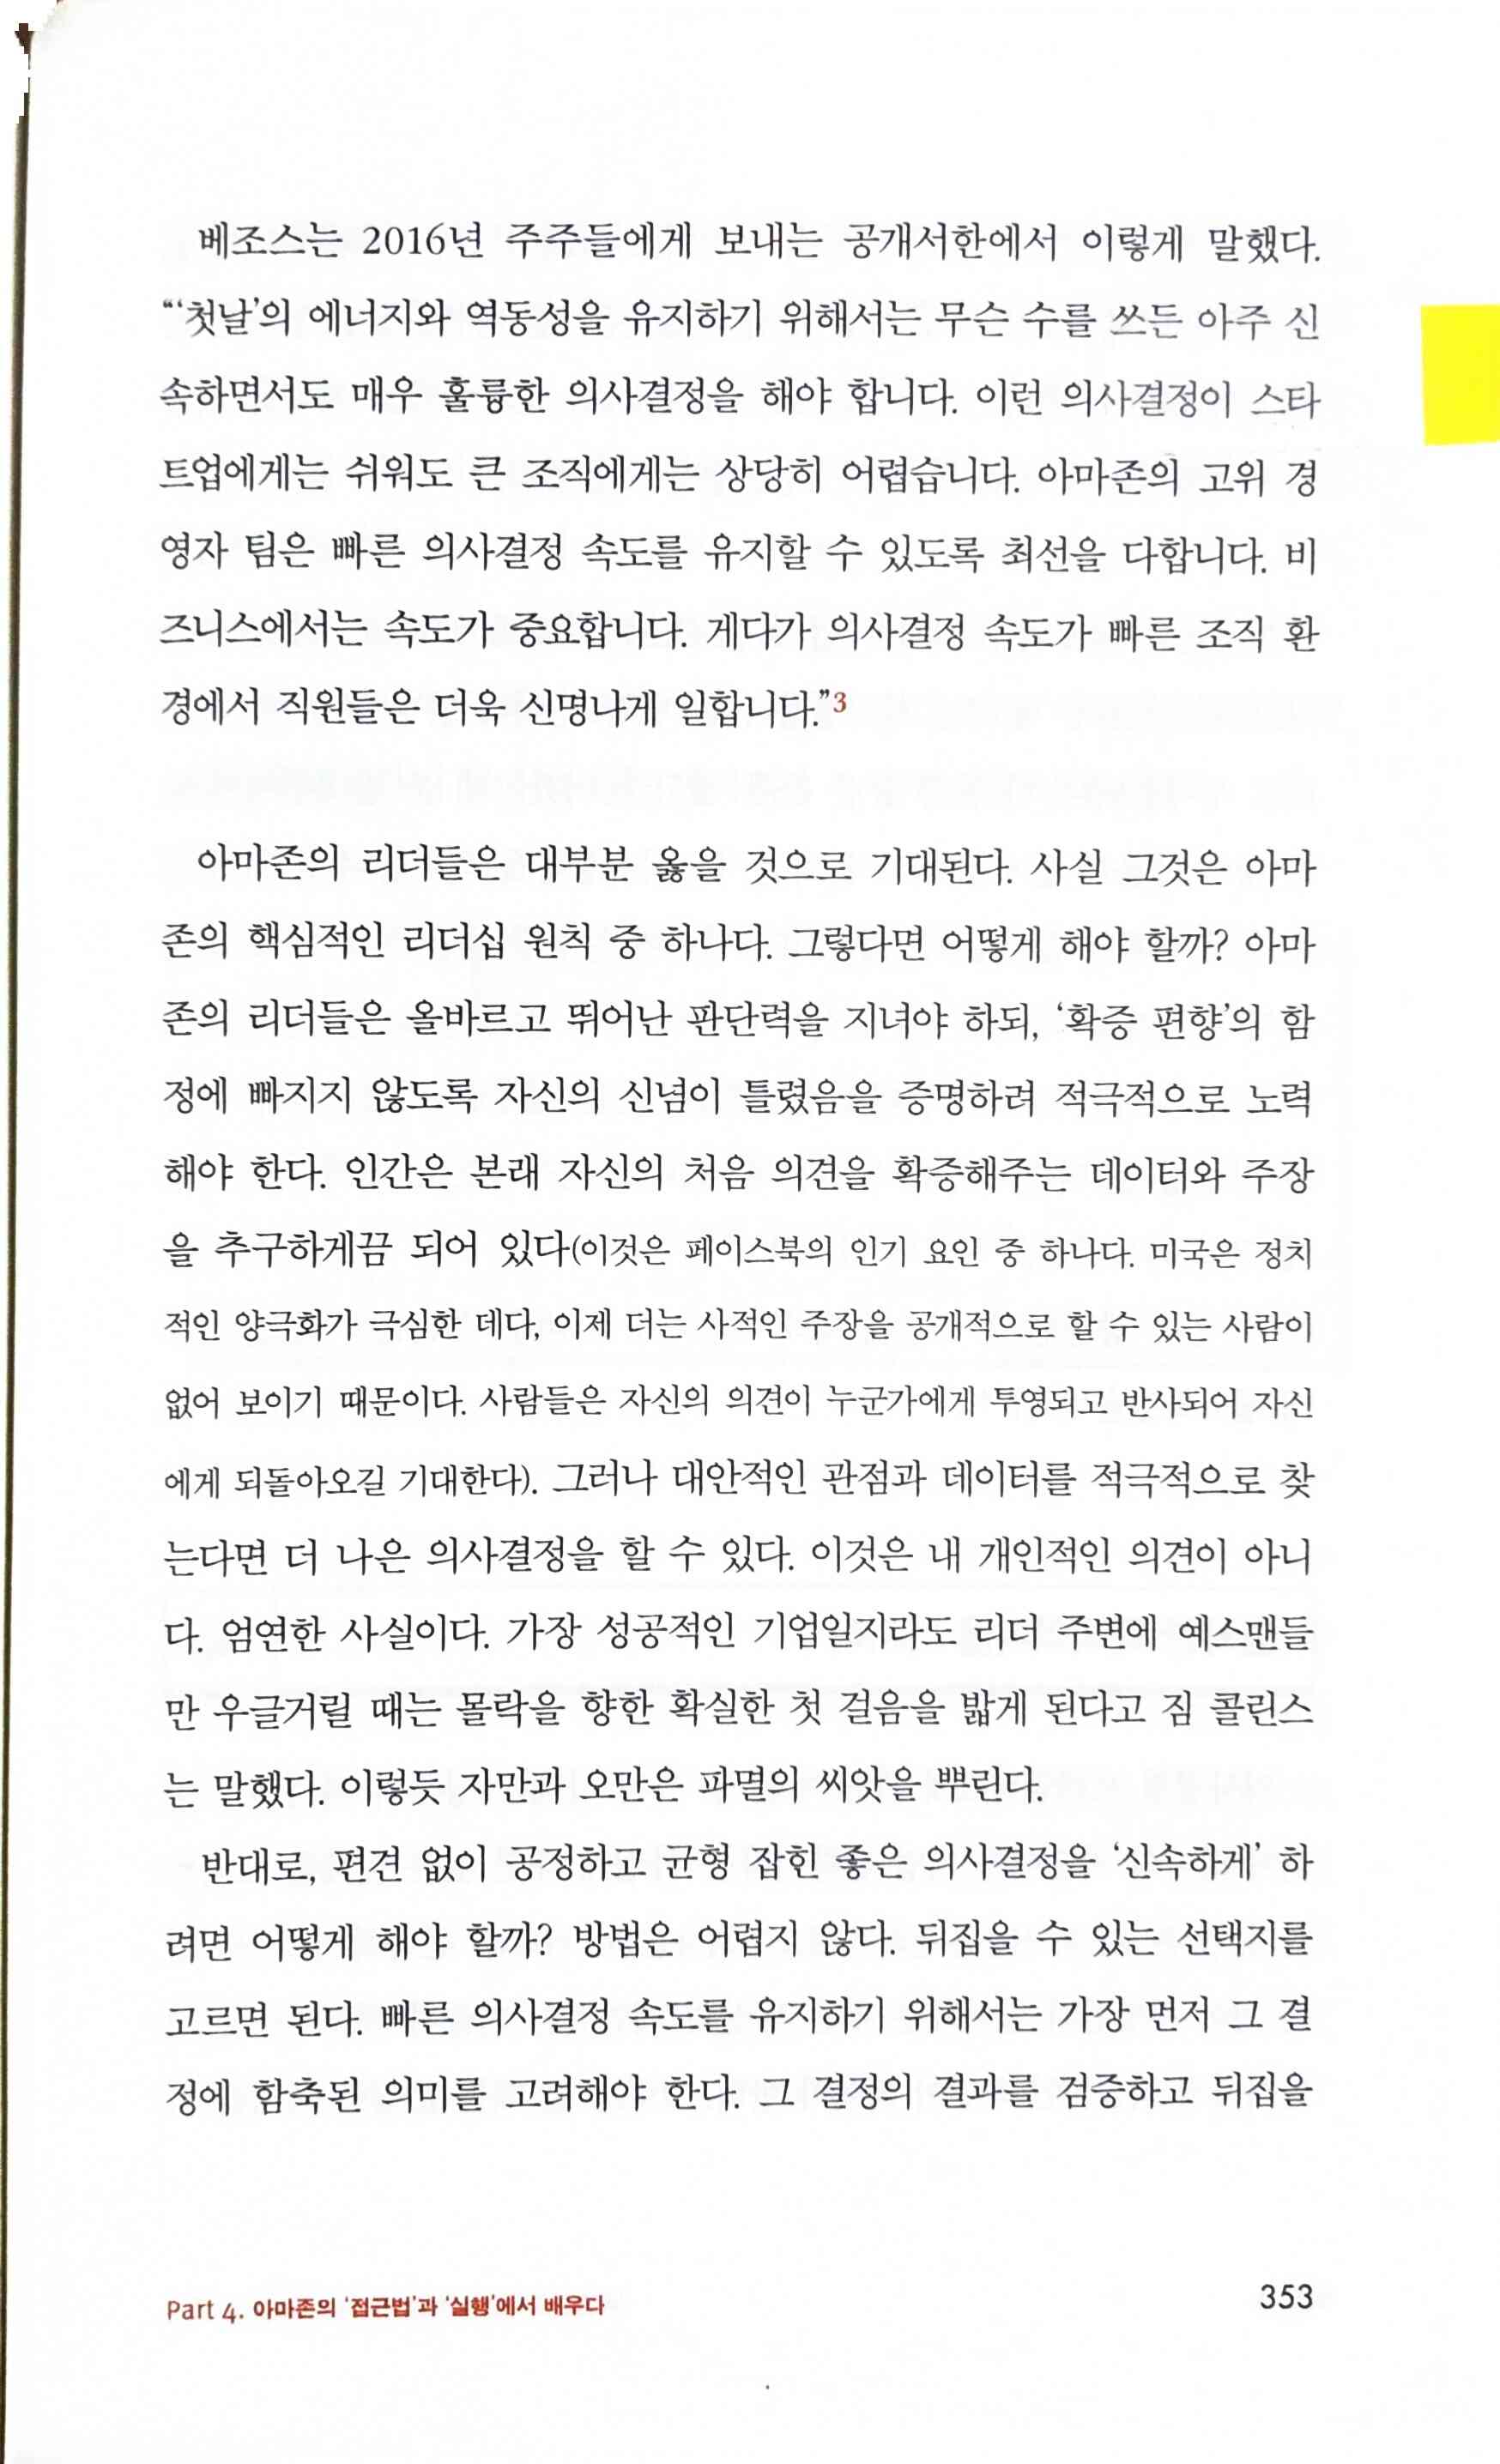 베조스는 2016년 주주들에게 보내는 공개서한에서 이렇게 말했다.
“‘첫날’의 에너지와 역동성을 유지하기 위해서는 무슨 수를 쓰든 아주 신
속하면서도 매우 훌륭한 의사결정을 해야 합니다. 이런 의사결정이 스타
트업에게는 쉬워도 큰 조직에게는 상당히 어렵습니다. 아마존의 고위 경
영자 팀은 빠른 의사결정 속도를 유지할 수 있도록 최선을 다합니다. 비
즈니스에서는 속도가 중요합니다. 게다가 의사결정 속도가 빠른 조직 환
경에서 직원들은 더욱 신명나게 일합니다.”3
아마존의 리더들은 대부분 옳을 것으로 기대된다. 사실 그것은 아마
존의 핵심적인 리더십 원칙 중 하나다. 그렇다면 어떻게 해야 할까? 아마
존의 리더들은 올바르고 뛰어난 판단력을 지녀야 하되, ‘확증 편향’의 함
정에 빠지지 않도록 자신의 신념이 틀렸음을 증명하려 적극적으로 노력
해야 한다. 인간은 본래 자신의 처음 의견을 확증해주는 데이터와 주장
을 추구하게끔 되어 있다(이것은 페이스북의 인기 요인 중 하나다. 미국은 정치
적인 양극화가 극심한 데다, 이제 더는 사적인 주장을 공개적으로 할 수 있는 사람이
없어 보이기 때문이다. 사람들은 자신의 의견이 누군가에게 투영되고 반사되어 자신
에게 되돌아오길 기대한다). 그러나 대안적인 관점과 데이터를 적극적으로 찾
는다면 더 나은 의사결정을 할 수 있다. 이것은 내 개인적인 의견이 아니
다. 엄연한 사실이다. 가장 성공적인 기업일지라도 리더 주변에 예스맨들
만 우글거릴 때는 몰락을 향한 확실한 첫 걸음을 밟게 된다고 짐 콜린스
는 말했다. 이렇듯 자만과 오만은 파멸의 씨앗을 뿌린다.
반대로, 편견 없이 공정하고 균형 잡힌 좋은 의사결정을 ‘신속하게’ 하
려면 어떻게 해야 할까? 방법은 어렵지 않다. 뒤집을 수 있는 선택지를
고르면 된다. 빠른 의사결정 속도를 유지하기 위해서는 가장 먼저 그 결
정에 함축된 의미를 고려해야 한다. 그 결정의 결과를 검증하고 뒤집을
Part 4. 아마존의 ‘접근법’과 ‘실행’에서 배우다
353